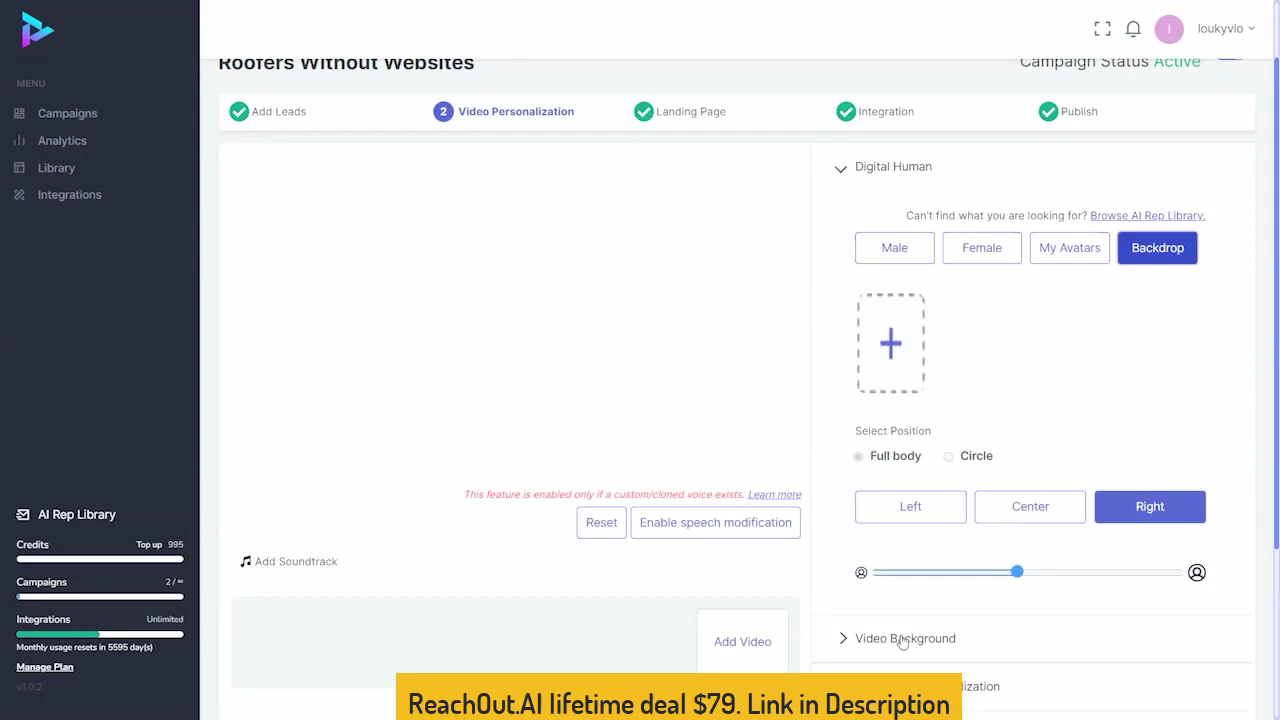 loukyvio
MENU
Campaigns
Analytics
Library
Integrations
AI Rep Library
Credits Top up 995
Campaigns 2 / ∞
Integrations Unlimited
Monthly usage resets in 5595 day(s)
Manage Plan
v1.0.2
Roofers Without Websites
Campaign Status Active
Add Leads 2 Video Personalization Landing Page Integration Publish
This feature is enabled only if a custom/cloned voice exists. Learn more
Reset Enable speech modification
Add Soundtrack
Add Video
Digital Human
Can't find what you are looking for? Browse AI Rep Library.
Male Female My Avatars Backdrop
Select Position
Full body Circle
Left Center Right
Video Background
lization
ReachOut.AI lifetime deal $79. Link in Description